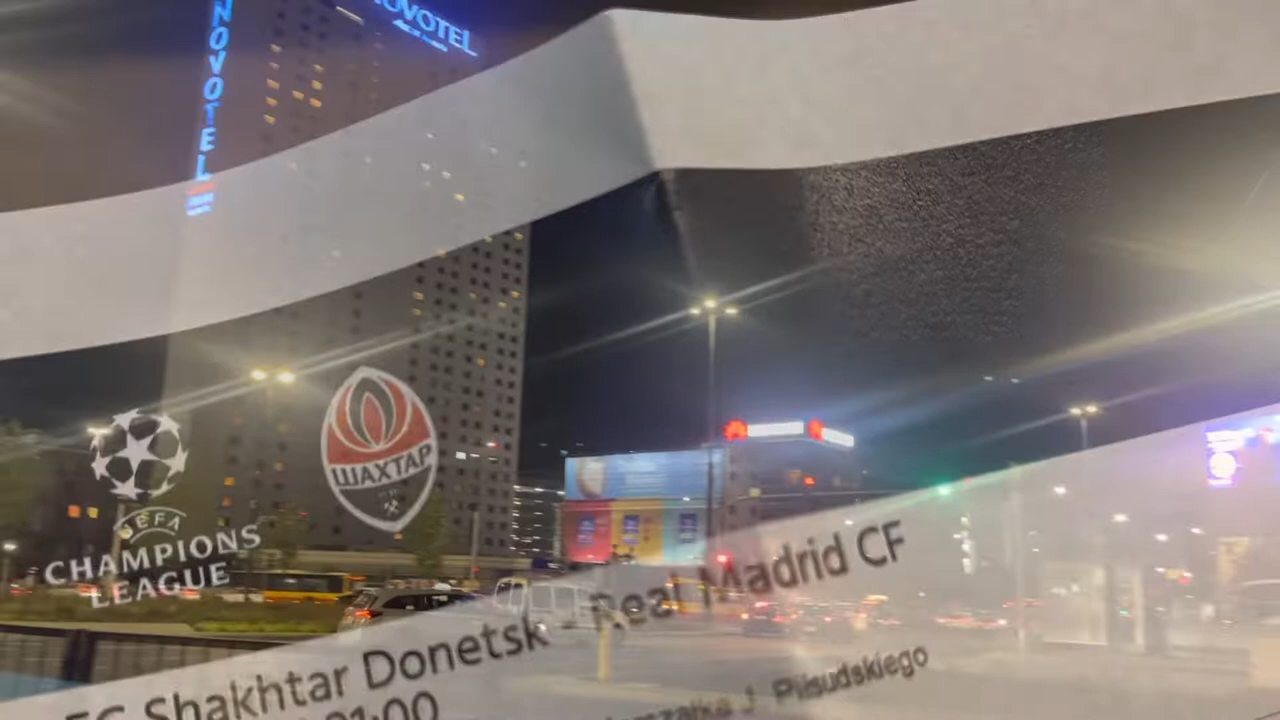 NOVOTEL
NOVOTEL
UEFA
CHAMPIONS
LEAGUE
ШАХТАР
FC Shakhtar Donetsk - Real Madrid CF
21:00
J. Piłsudskiego